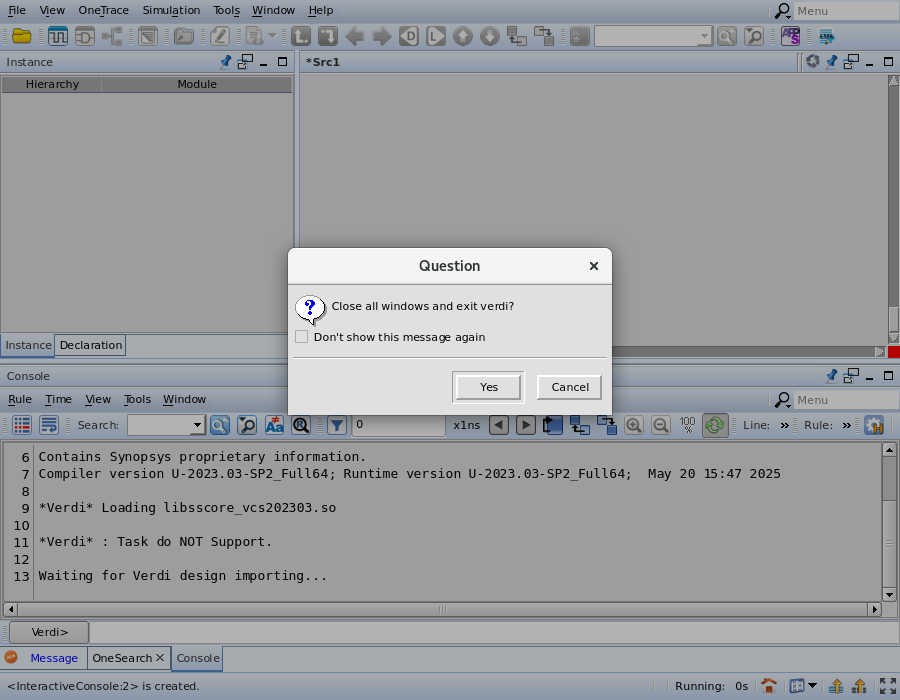 File View OneTrace Simulation Tools Window Help Menu
Instance
*Src1
Hierarchy Module
Question
Close all windows and exit verdi?
Don't show this message again
Yes Cancel
Instance Declaration
Console
Rule Time View Tools Window Menu
Search: 0 x1ns 100 % Line: » Rule: »
6 Contains Synopsys proprietary information.
7 Compiler version U-2023.03-SP2_Full64; Runtime version U-2023.03-SP2_Full64;  May 20 15:47 2025
8
9 *Verdi* Loading libsscore_vcs202303.so
10
11 *Verdi* : Task do NOT Support.
12
13 Waiting for Verdi design importing...
Verdi>
Message OneSearch Console
<InteractiveConsole:2> is created. Running: 0s